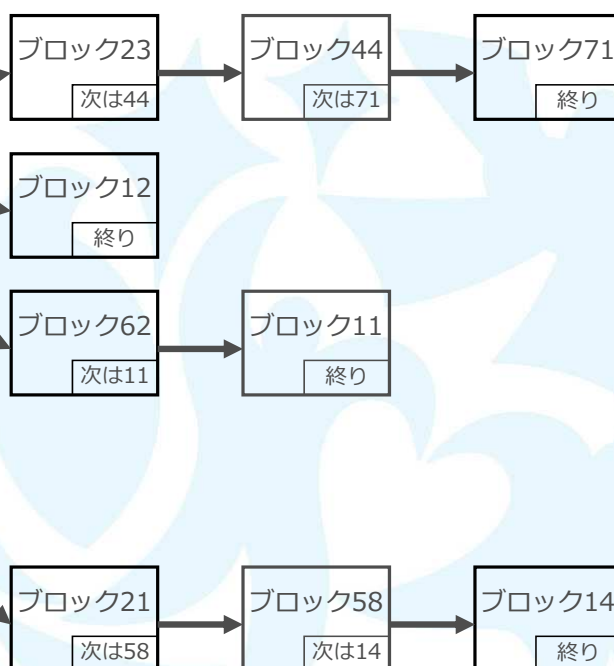 ブロック23
次は44
ブロック44
次は71
ブロック71
終り
ブロック12
終り
ブロック62
次は11
ブロック11
終り
ブロック21
次は58
ブロック58
次は14
ブロック14
終り